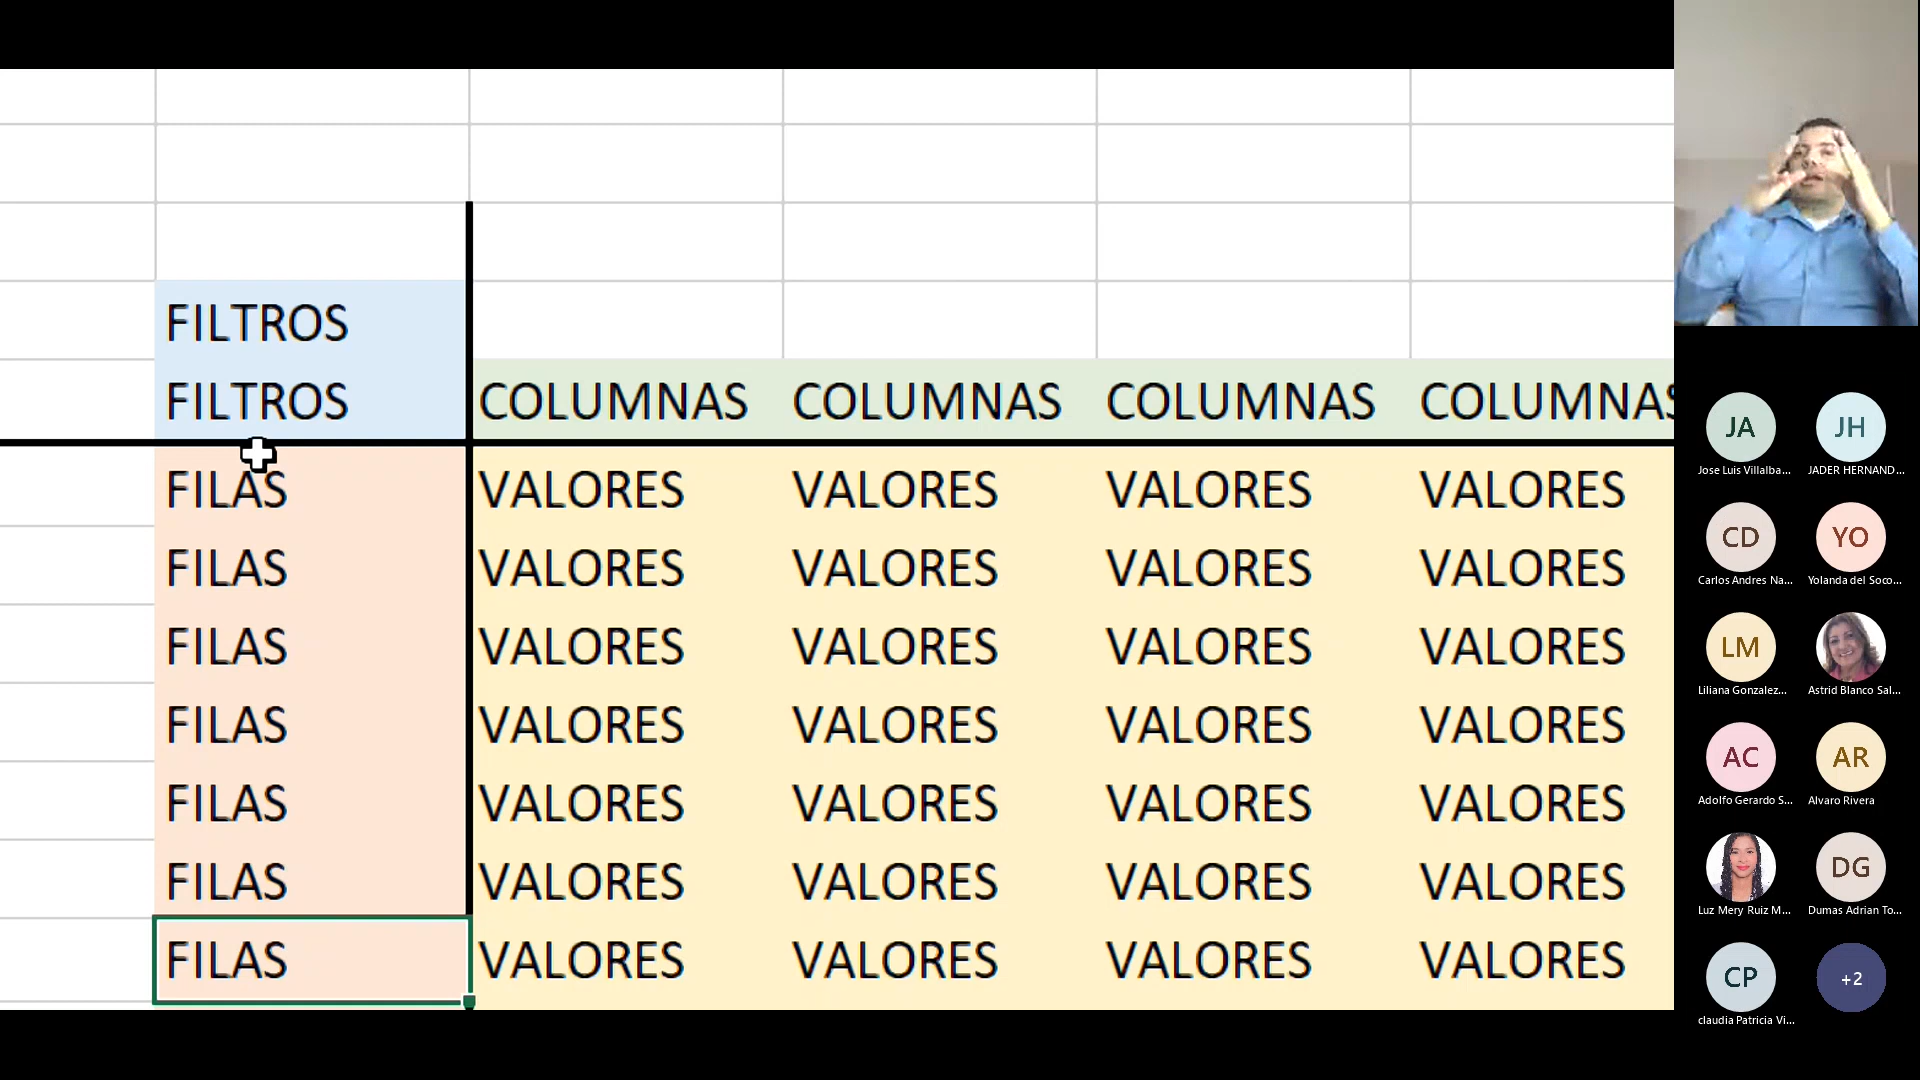 FILTROS
FILTROS COLUMNAS COLUMNAS COLUMNAS COLUMNAS
FILAS VALORES VALORES VALORES VALORES
FILAS VALORES VALORES VALORES VALORES
FILAS VALORES VALORES VALORES VALORES
FILAS VALORES VALORES VALORES VALORES
FILAS VALORES VALORES VALORES VALORES
FILAS VALORES VALORES VALORES VALORES
FILAS VALORES VALORES VALORES VALORES
JA JH
Jose Luis Villalba... JADER HERNAND...
CD YO
Carlos Andres Na... Yolanda del Soco...
LM
Liliana Gonzalez... Astrid Blanco Sal...
AC AR
Adolfo Gerardo S... Alvaro Rivera
DG
Luz Mery Ruiz M... Dumas Adrian To...
CP +2
claudia Patricia Vi...